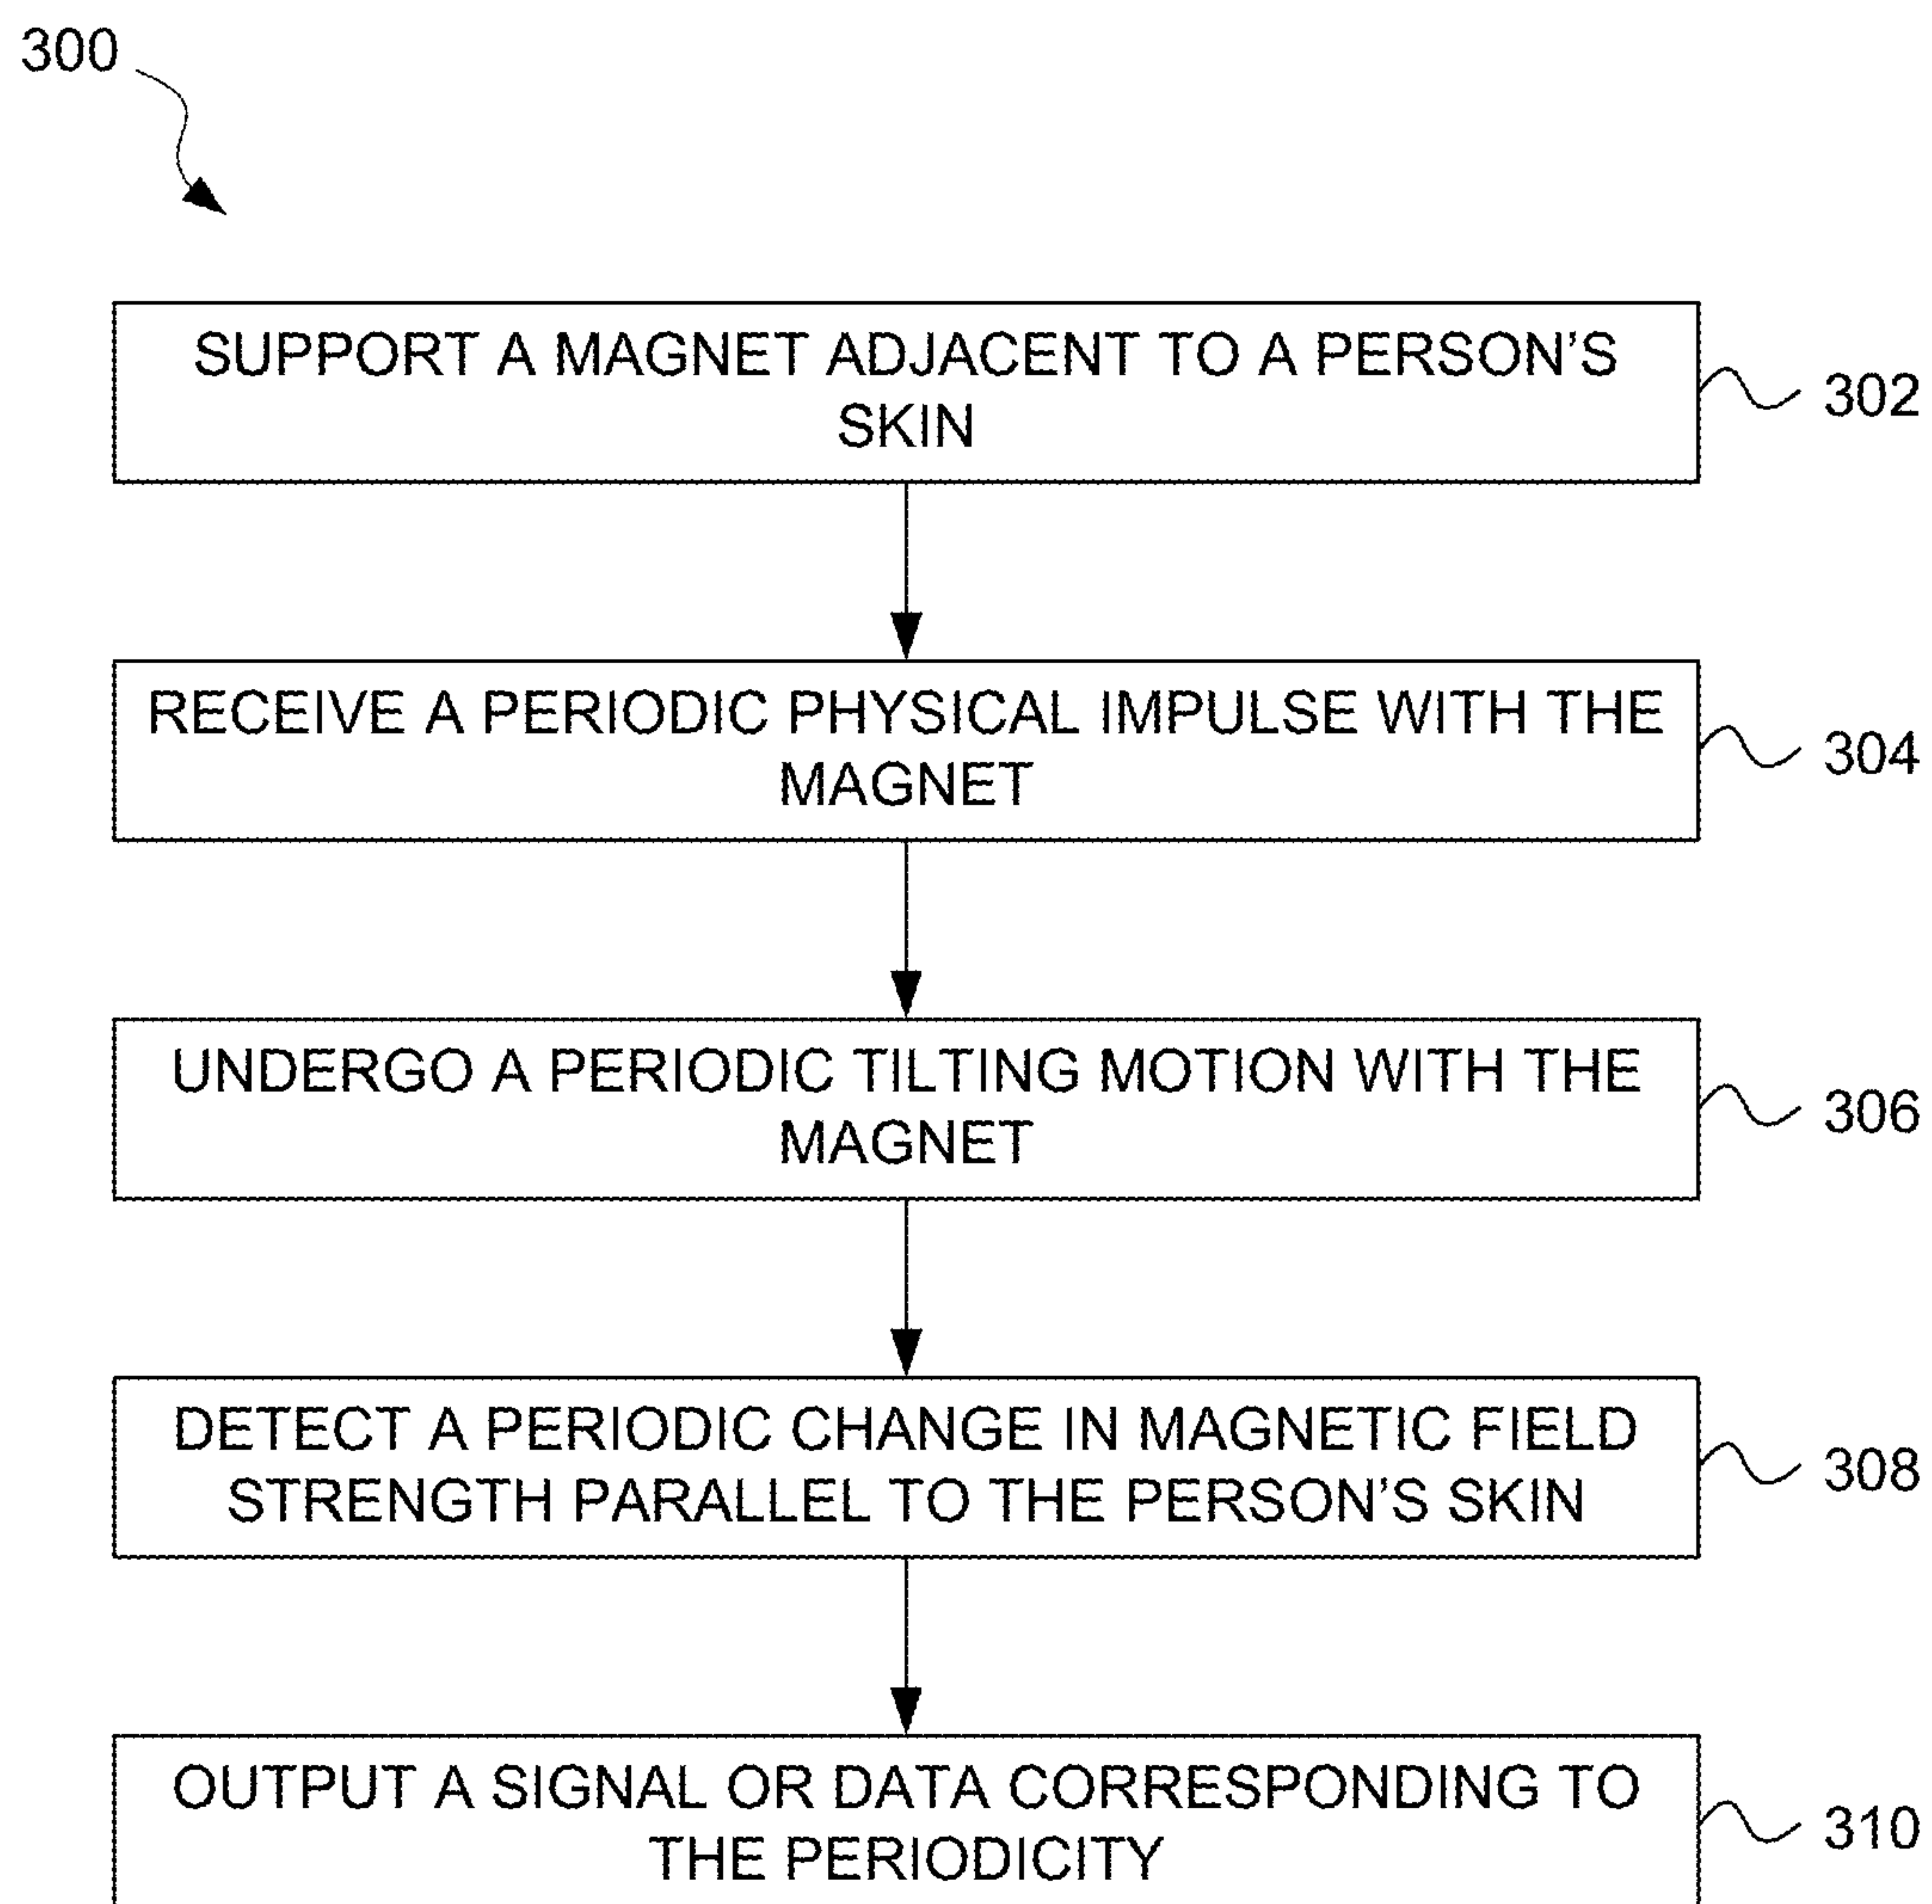 300
SUPPORT A MAGNET ADJACENT TO A PERSON’S
SKIN
302
RECEIVE A PERIODIC PHYSICAL IMPULSE WITH THE
MAGNET
304
UNDERGO A PERIODIC TILTING MOTION WITH THE
MAGNET
306
DETECT A PERIODIC CHANGE IN MAGNETIC FIELD
STRENGTH PARALLEL TO THE PERSON’S SKIN
308
OUTPUT A SIGNAL OR DATA CORRESPONDING TO
THE PERIODICITY
310